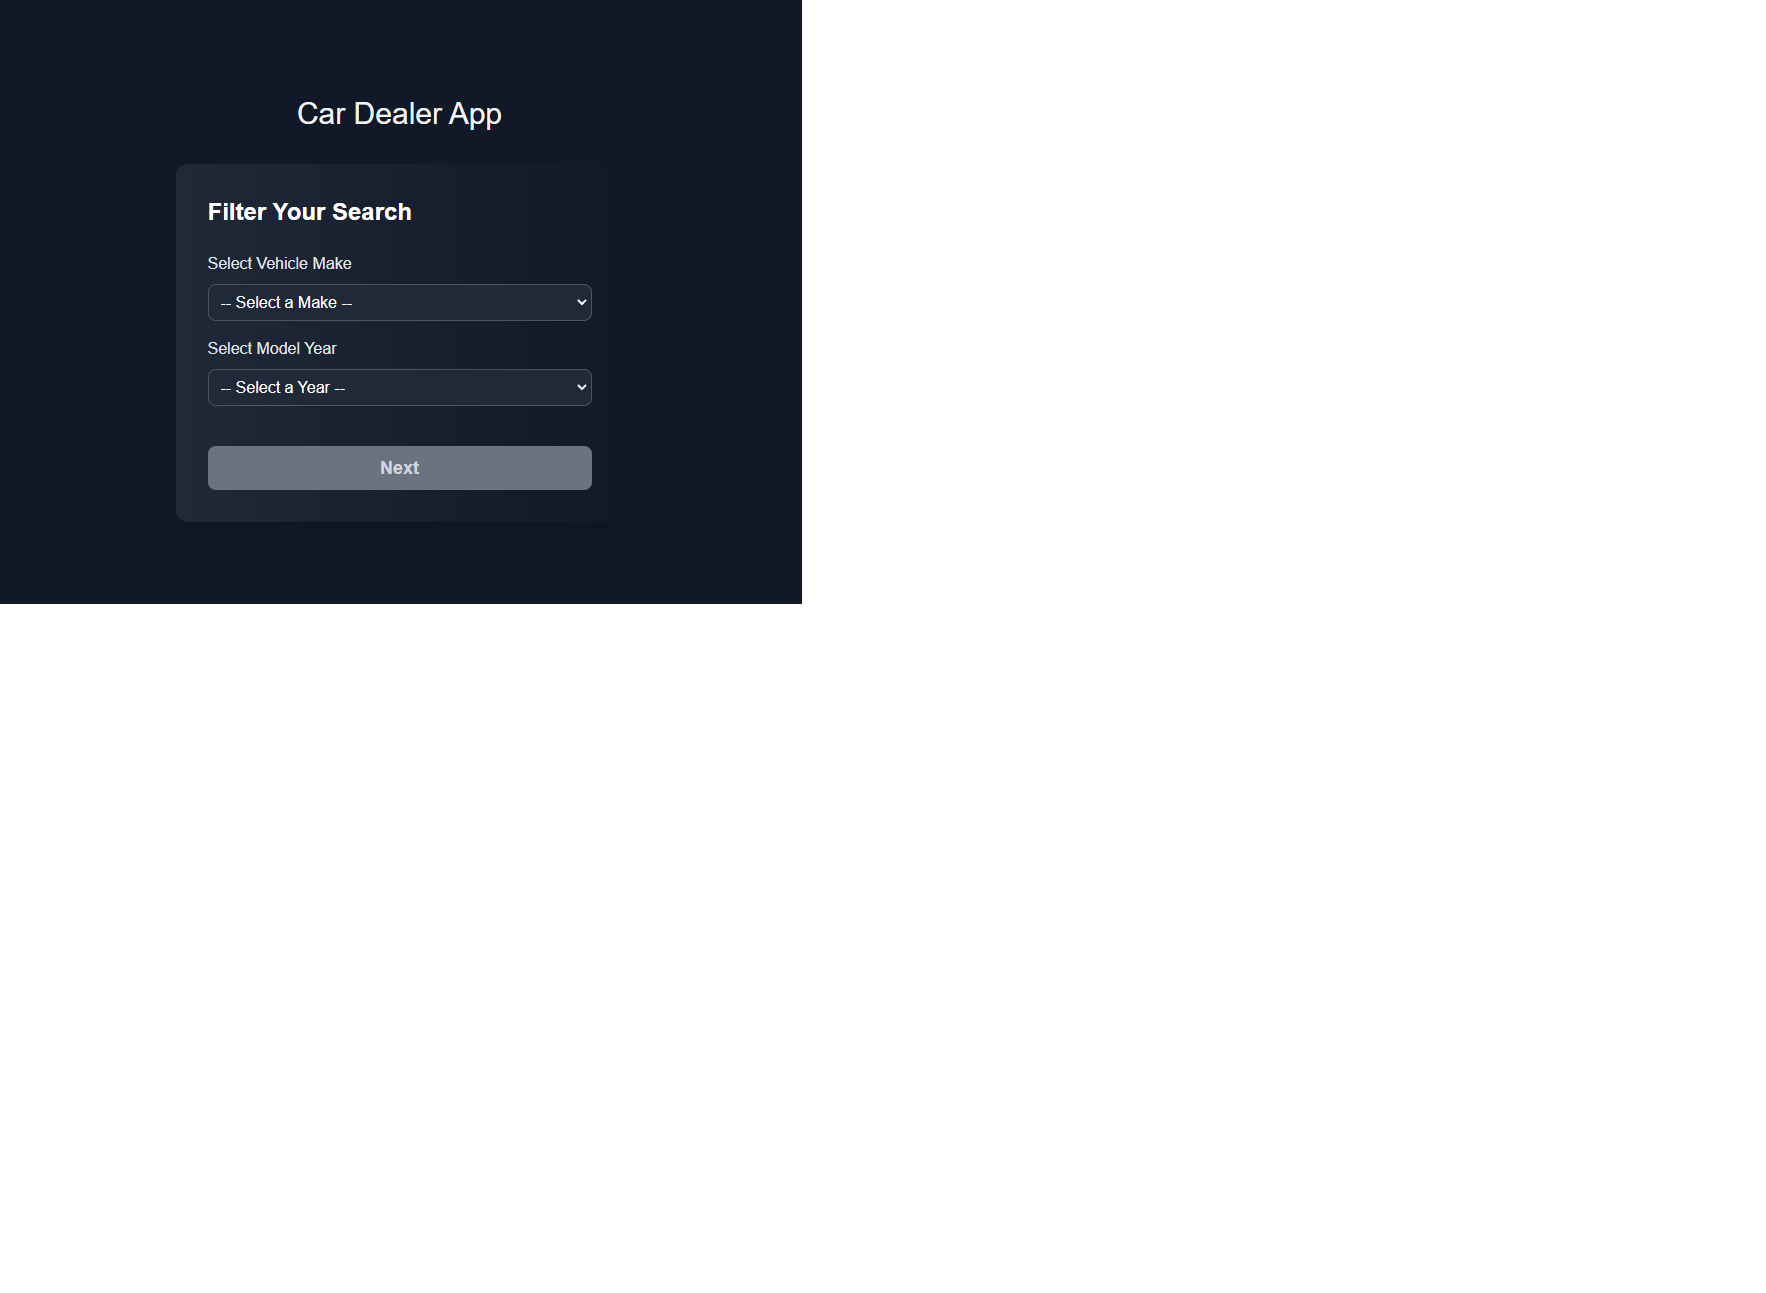 Car Dealer App
Filter Your Search
Select Vehicle Make
-- Select a Make --
Select Model Year
-- Select a Year --
Next